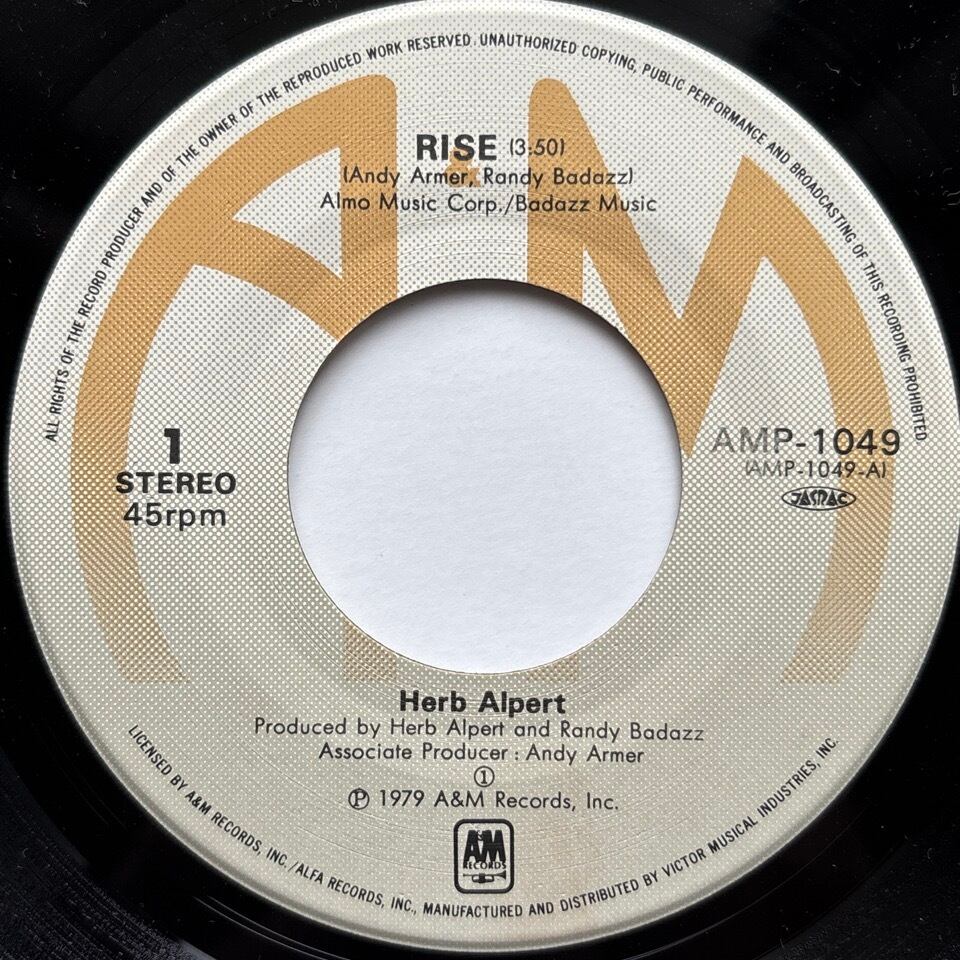 ALL RIGHTS OF THE RECORD PRODUCER AND OF THE OWNER OF THE REPRODUCED WORK RESERVED. UNAUTHORIZED COPYING, PUBLIC PERFORMANCE AND BROADCASTING OF THIS RECORDING PROHIBITED
A&M
RISE (3:50)
(Andy Armer, Randy Badazz)
Almo Music Corp./Badazz Music
1
STEREO
45rpm
AMP-1049
(AMP-1049-A)
JASRAC
Herb Alpert
Produced by Herb Alpert and Randy Badazz
Associate Producer : Andy Armer
①
℗ 1979 A&M Records, Inc.
A&M
RECORDS
LICENSED BY A&M RECORDS, INC./ALFA RECORDS, INC., MANUFACTURED AND DISTRIBUTED BY VICTOR MUSICAL INDUSTRIES, INC.